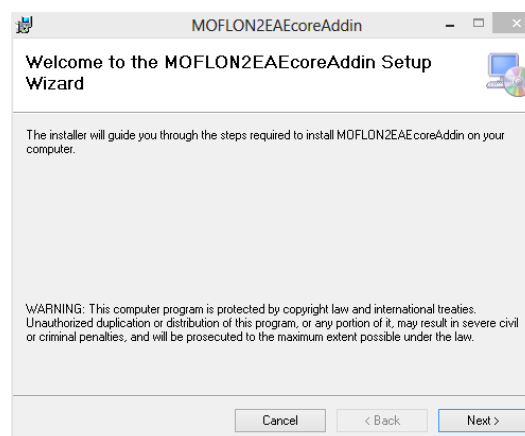 MOFLON2EAEcoreAddin
Welcome to the MOFLON2EAEcoreAddin Setup
Wizard
The installer will guide you through the steps required to install MOFLON2EAEcoreAddin on your
computer.
WARNING: This computer program is protected by copyright law and international treaties.
Unauthorized duplication or distribution of this program, or any portion of it, may result in severe civil
or criminal penalties, and will be prosecuted to the maximum extent possible under the law.
Cancel < Back Next >